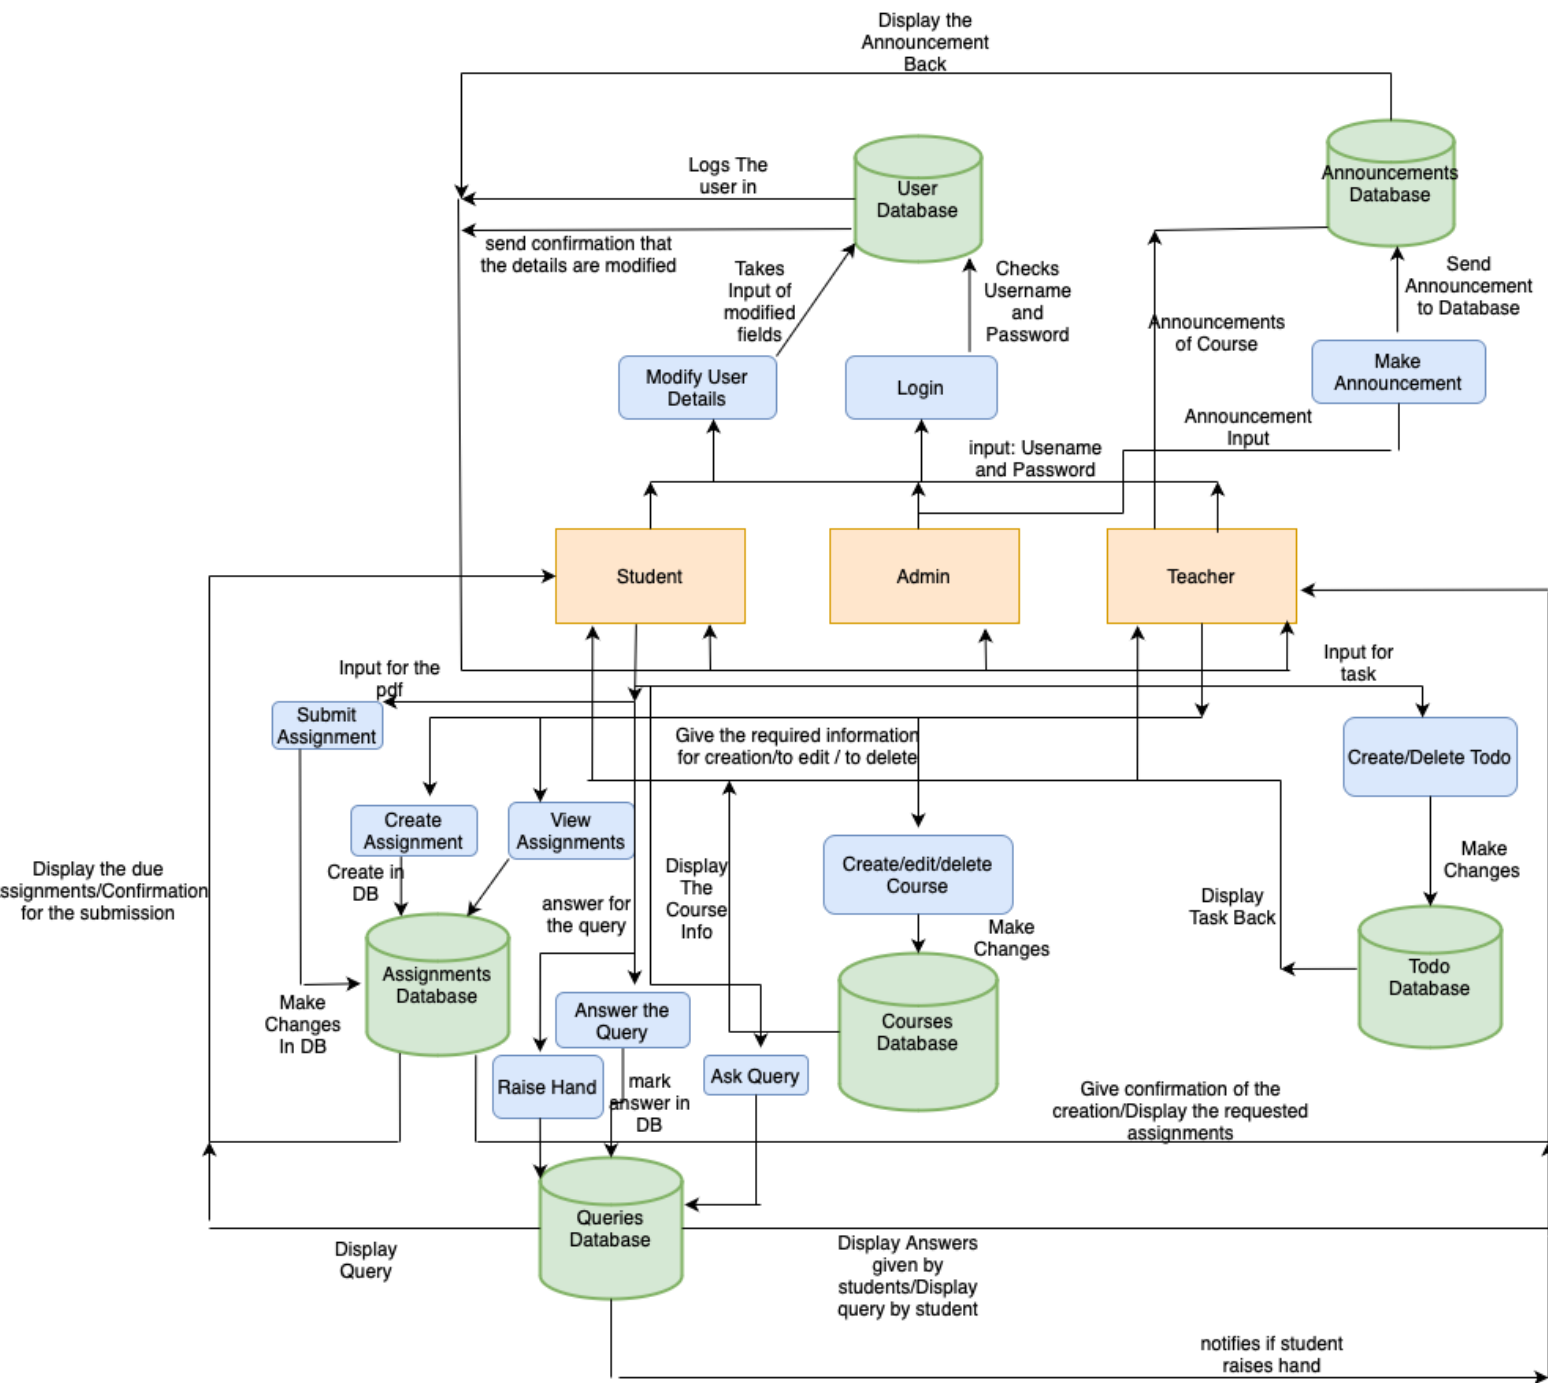 Display the
Announcement
Back
Logs The
user in
User
Database
Announcements
Database
send confirmation that
the details are modified
Takes
Input of
modified
fields
Checks
Username
and
Password
Send
Announcement
to Database
Announcements
of Course
Modify User
Details
Login
Make
Announcement
Announcement
Input
input: Usename
and Password
Student
Admin
Teacher
Input for the
pdf
Input for
task
Submit
Assignment
Give the required information
for creation/to edit / to delete
Create/Delete Todo
Create
Assignment
View
Assignments
Create/edit/delete
Course
Make
Changes
Display the due
ssignments/Confirmation
for the submission
Create in
DB
Display
The
Course
Info
answer for
the query
Display
Task Back
Make
Changes
Assignments
Database
Todo
Database
Make
Changes
In DB
Answer the
Query
Courses
Database
Raise Hand
mark
answer in
DB
Ask Query
Give confirmation of the
creation/Display the requested
assignments
Queries
Database
Display
Query
Display Answers
given by
students/Display
query by student
notifies if student
raises hand